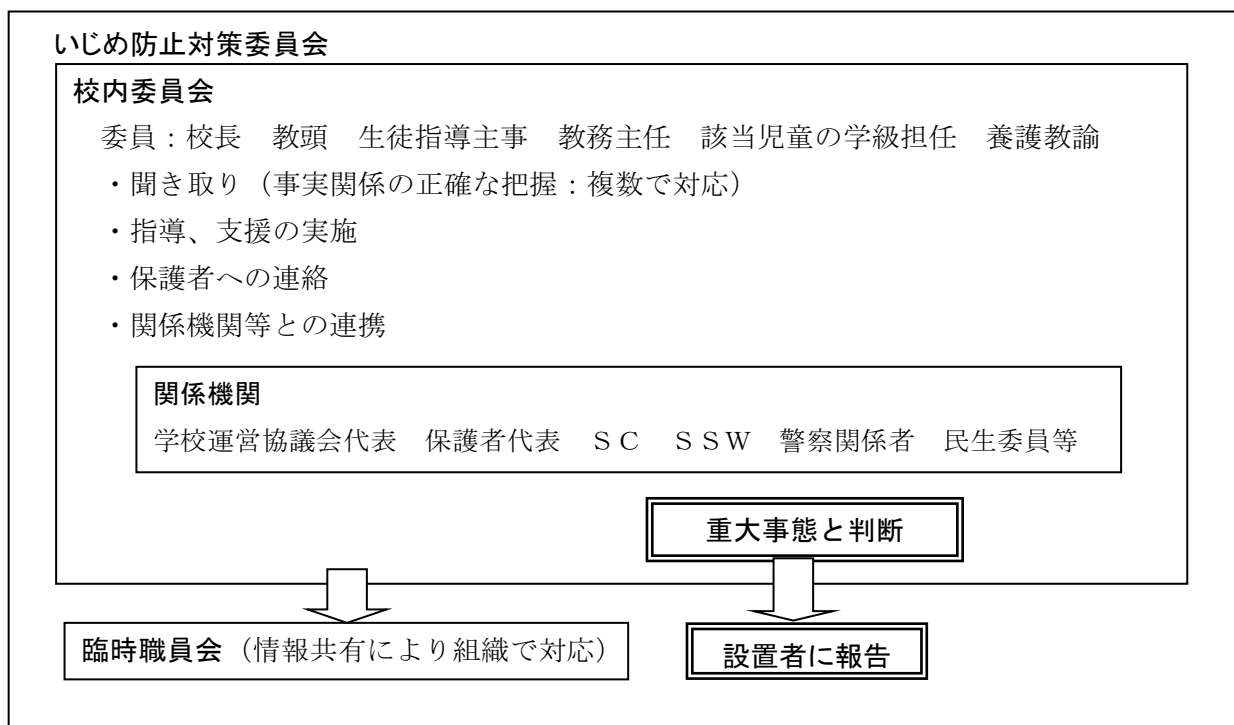 いじめ防止対策委員会
校内委員会
委員：校長　教頭　生徒指導主事　教務主任　該当児童の学級担任　養護教諭
・聞き取り（事実関係の正確な把握：複数で対応）
・指導、支援の実施
・保護者への連絡
・関係機関等との連携
関係機関
学校運営協議会代表　保護者代表　ＳＣ　ＳＳＷ　警察関係者　民生委員等
重大事態と判断
臨時職員会（情報共有により組織で対応）
設置者に報告